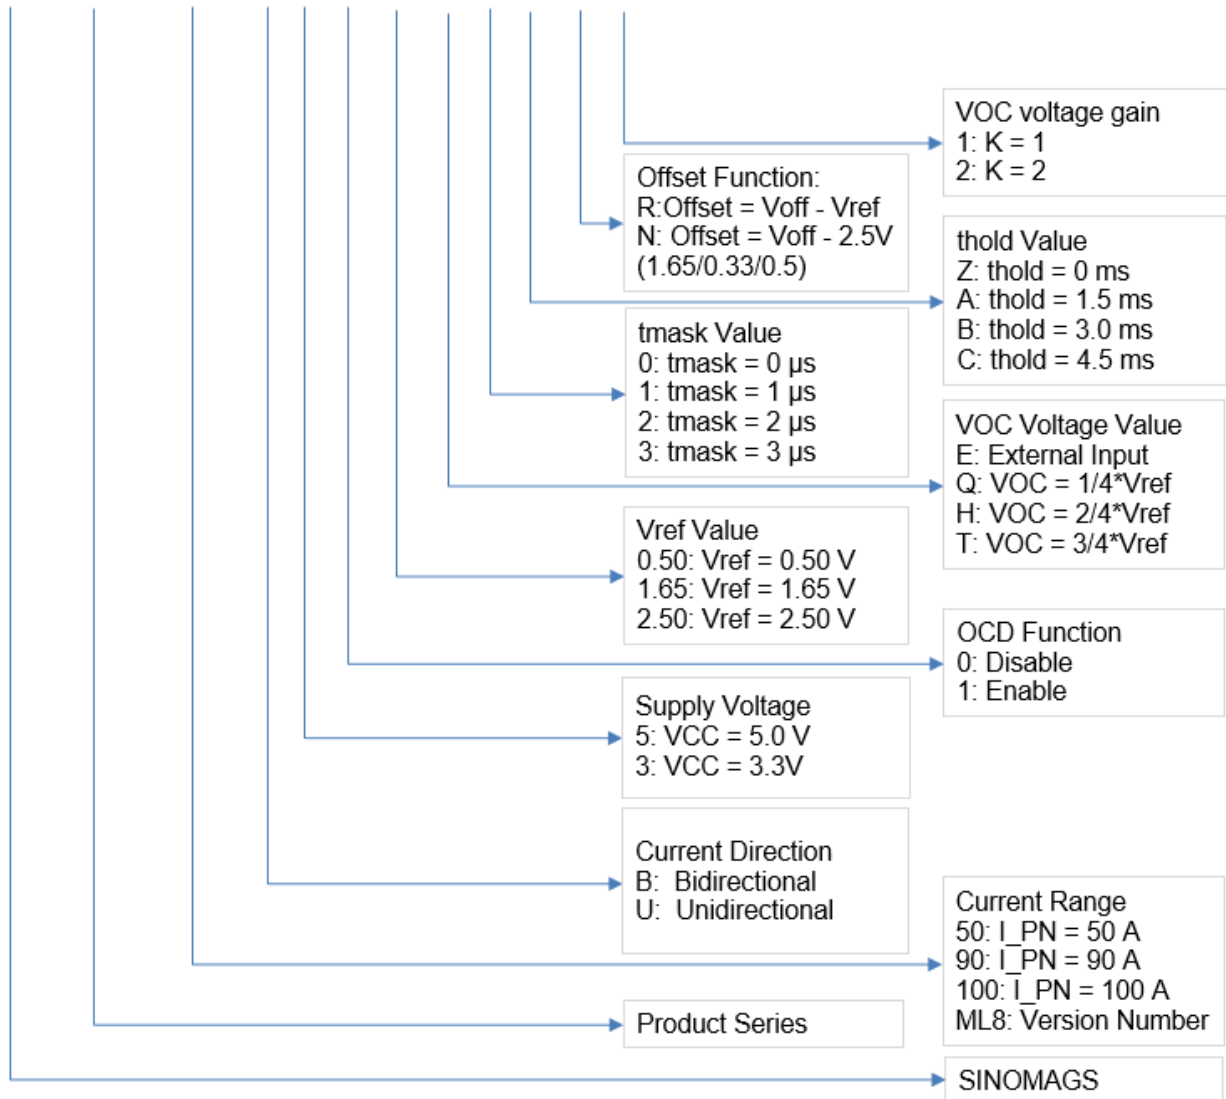 VOC voltage gain
1: K = 1
2: K = 2
Offset Function:
R:Offset = Voff - Vref
N: Offset = Voff - 2.5V
(1.65/0.33/0.5)
thold Value
Z: thold = 0 ms
A: thold = 1.5 ms
B: thold = 3.0 ms
C: thold = 4.5 ms
tmask Value
0: tmask = 0 µs
1: tmask = 1 µs
2: tmask = 2 µs
3: tmask = 3 µs
VOC Voltage Value
E: External Input
Q: VOC = 1/4*Vref
H: VOC = 2/4*Vref
T: VOC = 3/4*Vref
Vref Value
0.50: Vref = 0.50 V
1.65: Vref = 1.65 V
2.50: Vref = 2.50 V
OCD Function
0: Disable
1: Enable
Supply Voltage
5: VCC = 5.0 V
3: VCC = 3.3V
Current Direction
B: Bidirectional
U: Unidirectional
Current Range
50: I_PN = 50 A
90: I_PN = 90 A
100: I_PN = 100 A
ML8: Version Number
Product Series
SINOMAGS